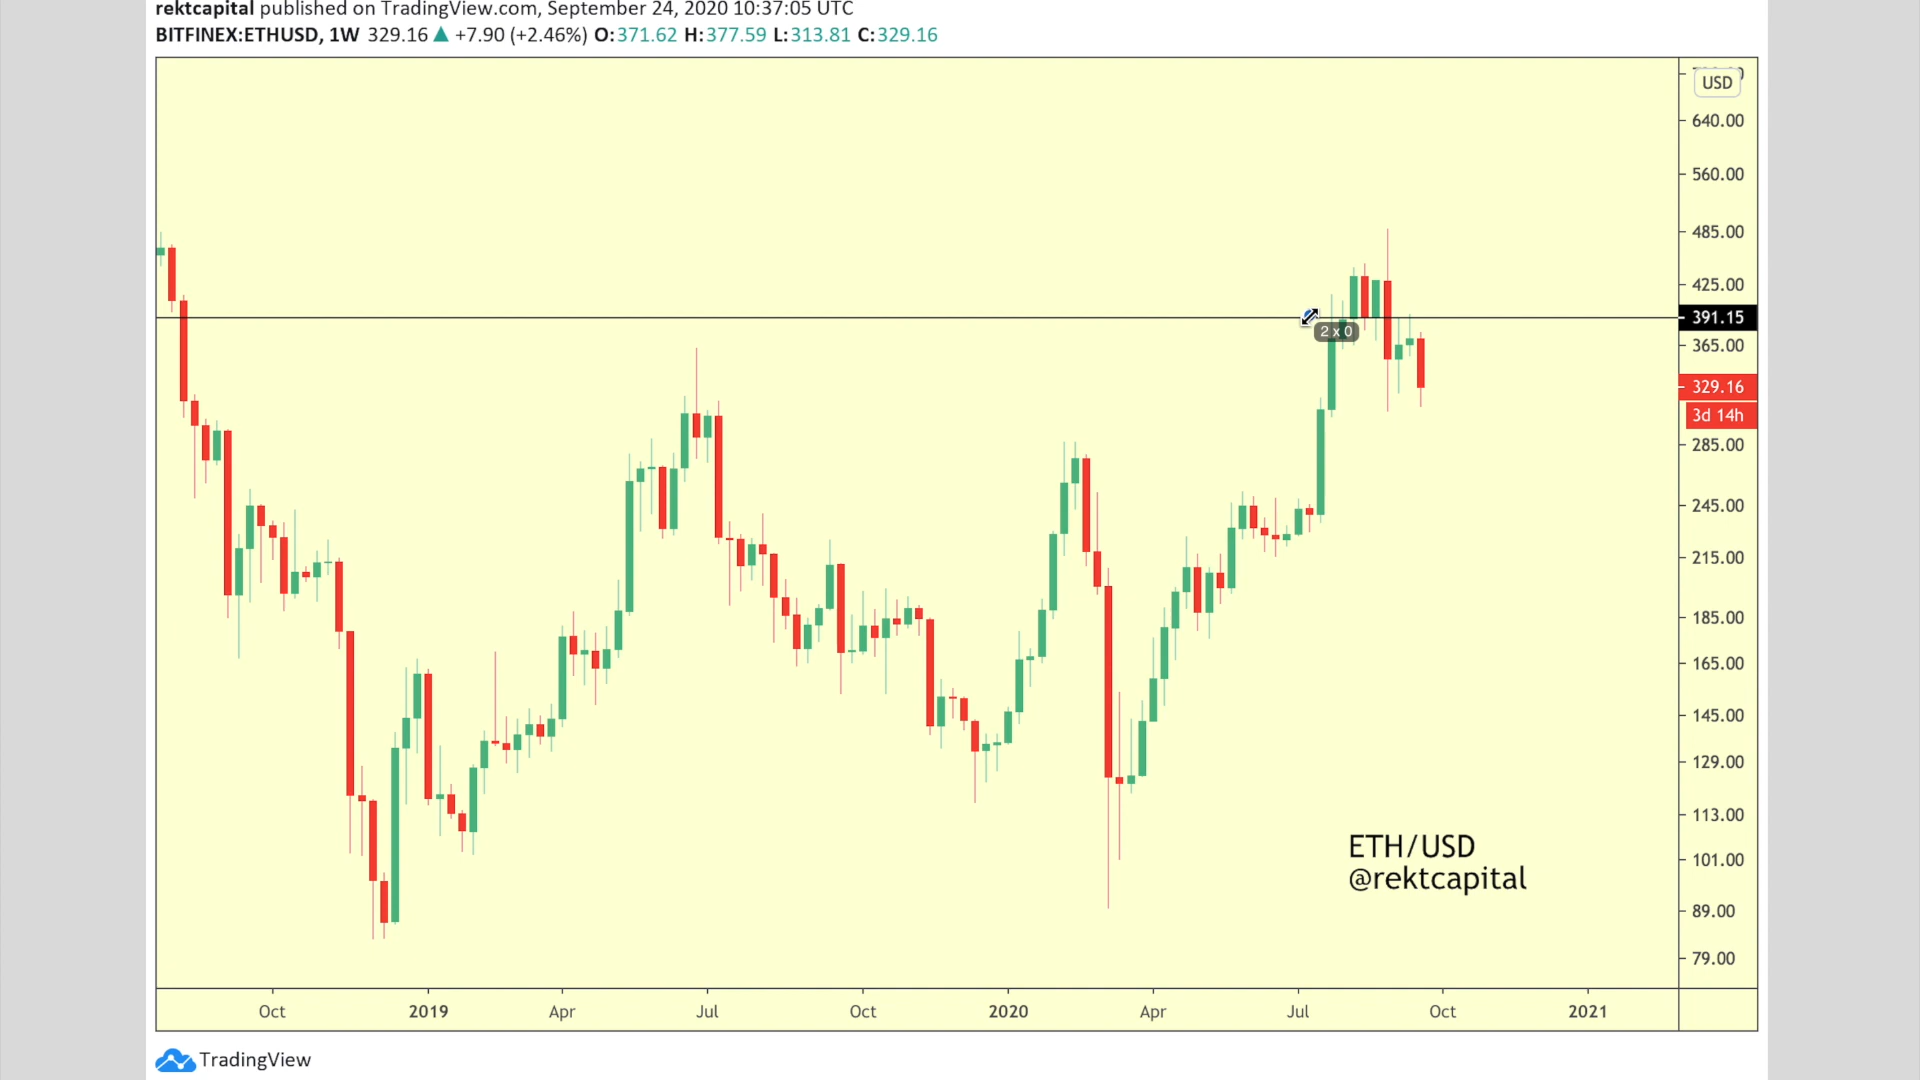 rektcapital published on TradingView.com, September 24, 2020 10:37:05 UTC
BITFINEX:ETHUSD, 1W 329.16 ▲ +7.90 (+2.46%) O:371.62 H:377.59 L:313.81 C:329.16
USD
640.00
560.00
485.00
425.00
391.15
2 x 0
365.00
329.16
3d 14h
285.00
245.00
215.00
185.00
165.00
145.00
129.00
113.00
ETH/USD
101.00
@rektcapital
89.00
79.00
Oct 2019 Apr Jul Oct 2020 Apr Jul Oct 2021
TradingView